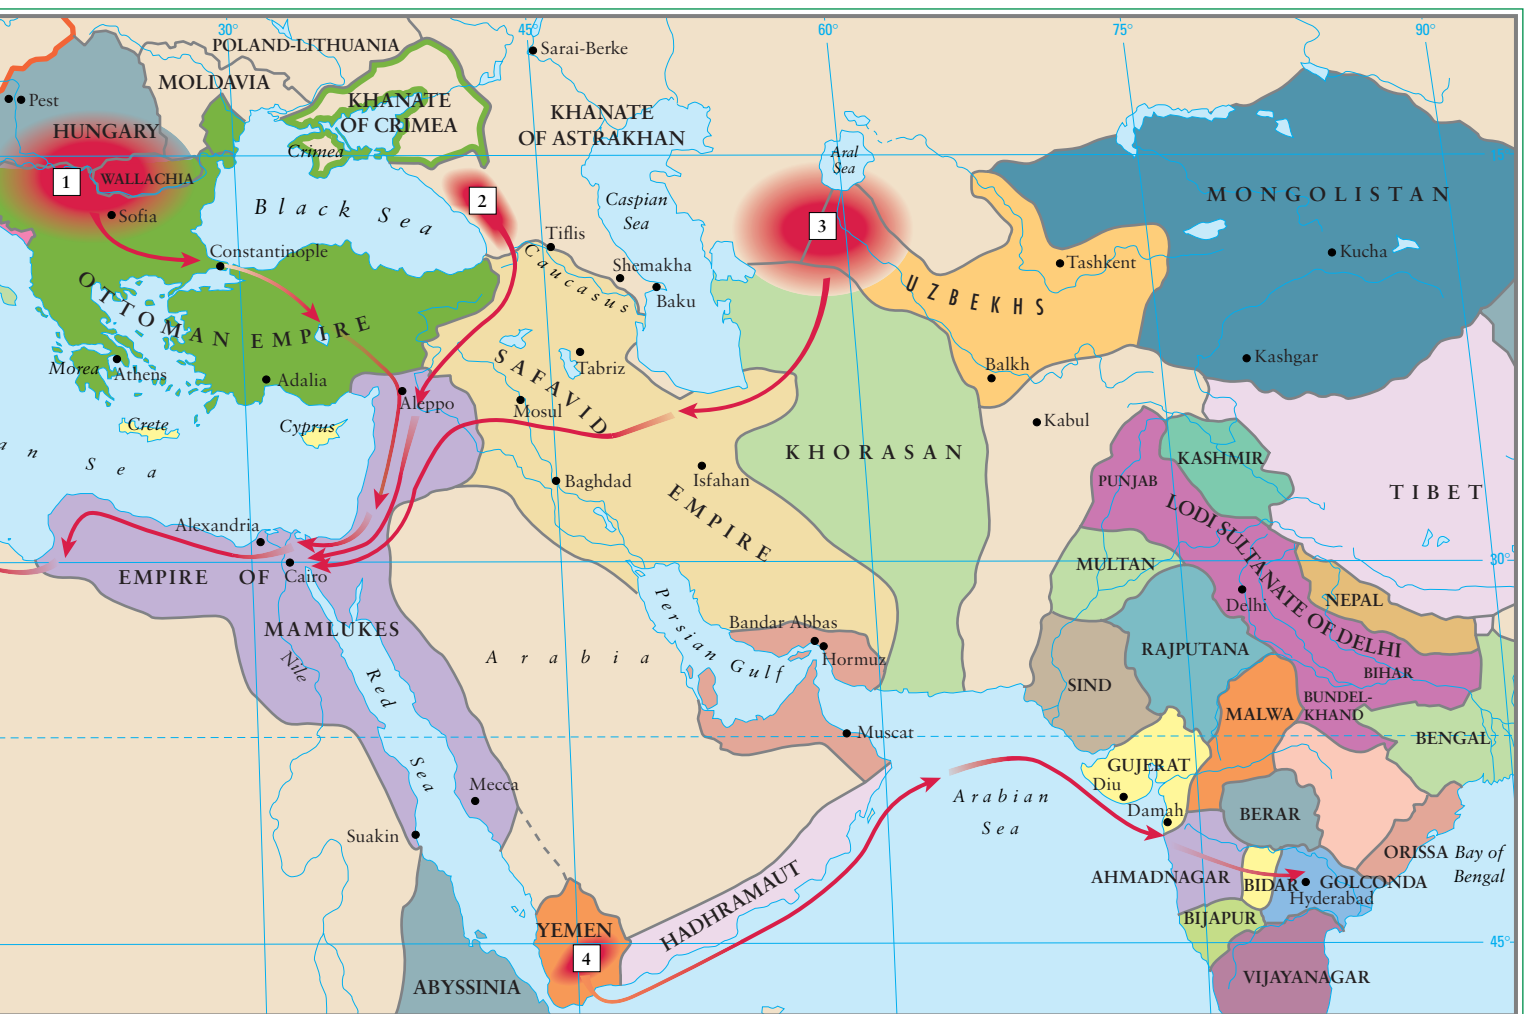 30°
45°
60°
75°
90°
POLAND-LITHUANIA
Sarai-Berke
MOLDAVIA
Pest
KHANATE
OF CRIMEA
KHANATE
OF ASTRAKHAN
HUNGARY
Crimea
Aral
Sea
1
WALLACHIA
2
3
MONGOLISTAN
Sofia
Black Sea
Caspian
Sea
Tiflis
Constantinople
Caucasus
Shemakha
Baku
Tashkent
Kucha
UZBEKHS
OTTOMAN EMPIRE
Morea
Athens
Adalia
Tabriz
Balkh
Kashgar
SAFAVID
EMPIRE
Aleppo
Mosul
Kabul
Crete
Cyprus
an Sea
KHORASAN
KASHMIR
Isfahan
Baghdad
PUNJAB
TIBET
LODI SULTANATE OF DELHI
Alexandria
30°
EMPIRE OF
Cairo
MULTAN
Delhi
NEPAL
MAMLUKES
Persian Gulf
Bandar Abbas
Hormuz
Arabia
Nile
Red
Sea
RAJPUTANA
BIHAR
SIND
BUNDEL-
KHAND
MALWA
Muscat
BENGAL
GUJERAT
Mecca
Diu
Damah
Arabian
Sea
BERAR
Suakin
ORISSA
Bay of
Bengal
AHMADNAGAR
BIDAR
GOLCONDA
Hyderabad
HADHRAMAUT
BIJAPUR
YEMEN
45°
4
ABYSSINIA
VIJAYANAGAR